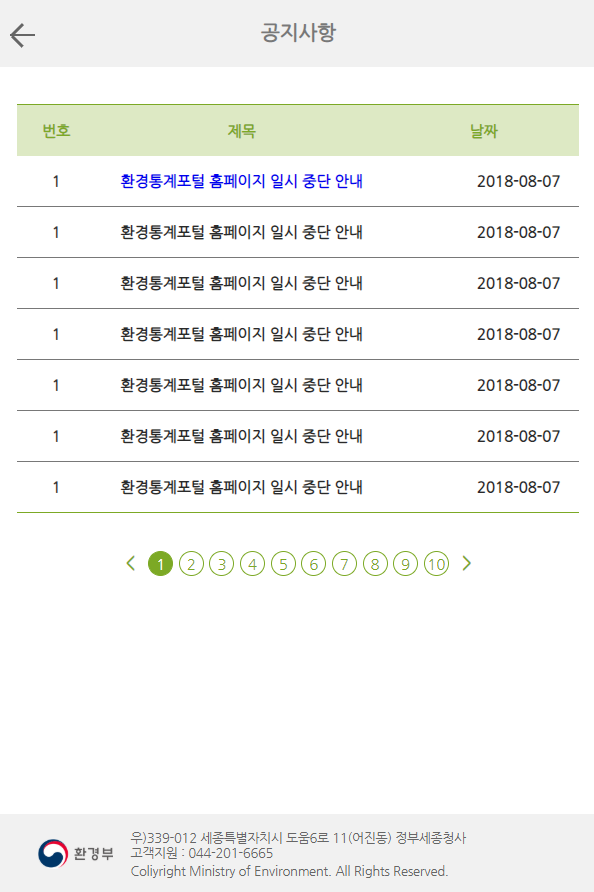 공지사항
번호 제목 날짜
1 환경통계포털 홈페이지 일시 중단 안내 2018-08-07
1 환경통계포털 홈페이지 일시 중단 안내 2018-08-07
1 환경통계포털 홈페이지 일시 중단 안내 2018-08-07
1 환경통계포털 홈페이지 일시 중단 안내 2018-08-07
1 환경통계포털 홈페이지 일시 중단 안내 2018-08-07
1 환경통계포털 홈페이지 일시 중단 안내 2018-08-07
1 환경통계포털 홈페이지 일시 중단 안내 2018-08-07
1 2 3 4 5 6 7 8 9 10
환경부
우)339-012 세종특별자치시 도움6로 11(어진동) 정부세종청사
고객지원 : 044-201-6665
Coliyright Ministry of Environment. All Rights Reserved.